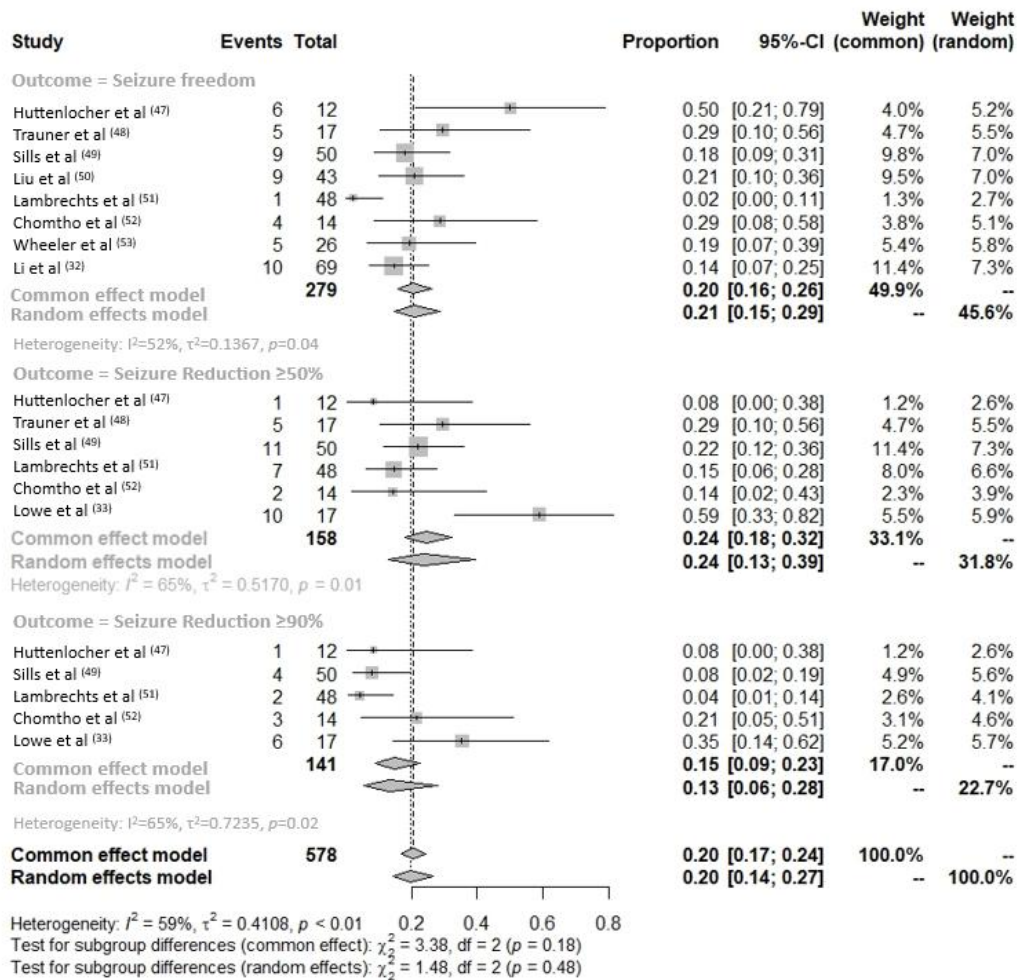 Study Events Total Proportion 95%-CI Weight (common) Weight (random)
Outcome = Seizure freedom
Huttenlocher et al (47) 6 12 0.50 [0.21; 0.79] 4.0% 5.2%
Trauner et al (48) 5 17 0.29 [0.10; 0.56] 4.7% 5.5%
Sills et al (49) 9 50 0.18 [0.09; 0.31] 9.8% 7.0%
Liu et al (50) 9 43 0.21 [0.10; 0.36] 9.5% 7.0%
Lambrechts et al (51) 1 48 0.02 [0.00; 0.11] 1.3% 2.7%
Chomtho et al (52) 4 14 0.29 [0.08; 0.58] 3.8% 5.1%
Wheeler et al (53) 5 26 0.19 [0.07; 0.39] 5.4% 5.8%
Li et al (32) 10 69 0.14 [0.07; 0.25] 11.4% 7.3%
Common effect model 279 0.20 [0.16; 0.26] 49.9% --
Random effects model 0.21 [0.15; 0.29] -- 45.6%
Heterogeneity: I²=52%, τ²=0.1367, p=0.04
Outcome = Seizure Reduction ≥50%
Huttenlocher et al (47) 1 12 0.08 [0.00; 0.38] 1.2% 2.6%
Trauner et al (48) 5 17 0.29 [0.10; 0.56] 4.7% 5.5%
Sills et al (49) 11 50 0.22 [0.12; 0.36] 11.4% 7.3%
Lambrechts et al (51) 7 48 0.15 [0.06; 0.28] 8.0% 6.6%
Chomtho et al (52) 2 14 0.14 [0.02; 0.43] 2.3% 3.9%
Lowe et al (33) 10 17 0.59 [0.33; 0.82] 5.5% 5.9%
Common effect model 158 0.24 [0.18; 0.32] 33.1% --
Random effects model 0.24 [0.13; 0.39] -- 31.8%
Heterogeneity: I² = 65%, τ² = 0.5170, p = 0.01
Outcome = Seizure Reduction ≥90%
Huttenlocher et al (47) 1 12 0.08 [0.00; 0.38] 1.2% 2.6%
Sills et al (49) 4 50 0.08 [0.02; 0.19] 4.9% 5.6%
Lambrechts et al (51) 2 48 0.04 [0.01; 0.14] 2.6% 4.1%
Chomtho et al (52) 3 14 0.21 [0.05; 0.51] 3.1% 4.6%
Lowe et al (33) 6 17 0.35 [0.14; 0.62] 5.2% 5.7%
Common effect model 141 0.15 [0.09; 0.23] 17.0% --
Random effects model 0.13 [0.06; 0.28] -- 22.7%
Heterogeneity: I²=65%, τ²=0.7235, p=0.02
Common effect model 578 0.20 [0.17; 0.24] 100.0% --
Random effects model 0.20 [0.14; 0.27] -- 100.0%
Heterogeneity: I² = 59%, τ² = 0.4108, p < 0.01 0.2 0.4 0.6 0.8
Test for subgroup differences (common effect): χ²₂ = 3.38, df = 2 (p = 0.18)
Test for subgroup differences (random effects): χ²₂ = 1.48, df = 2 (p = 0.48)